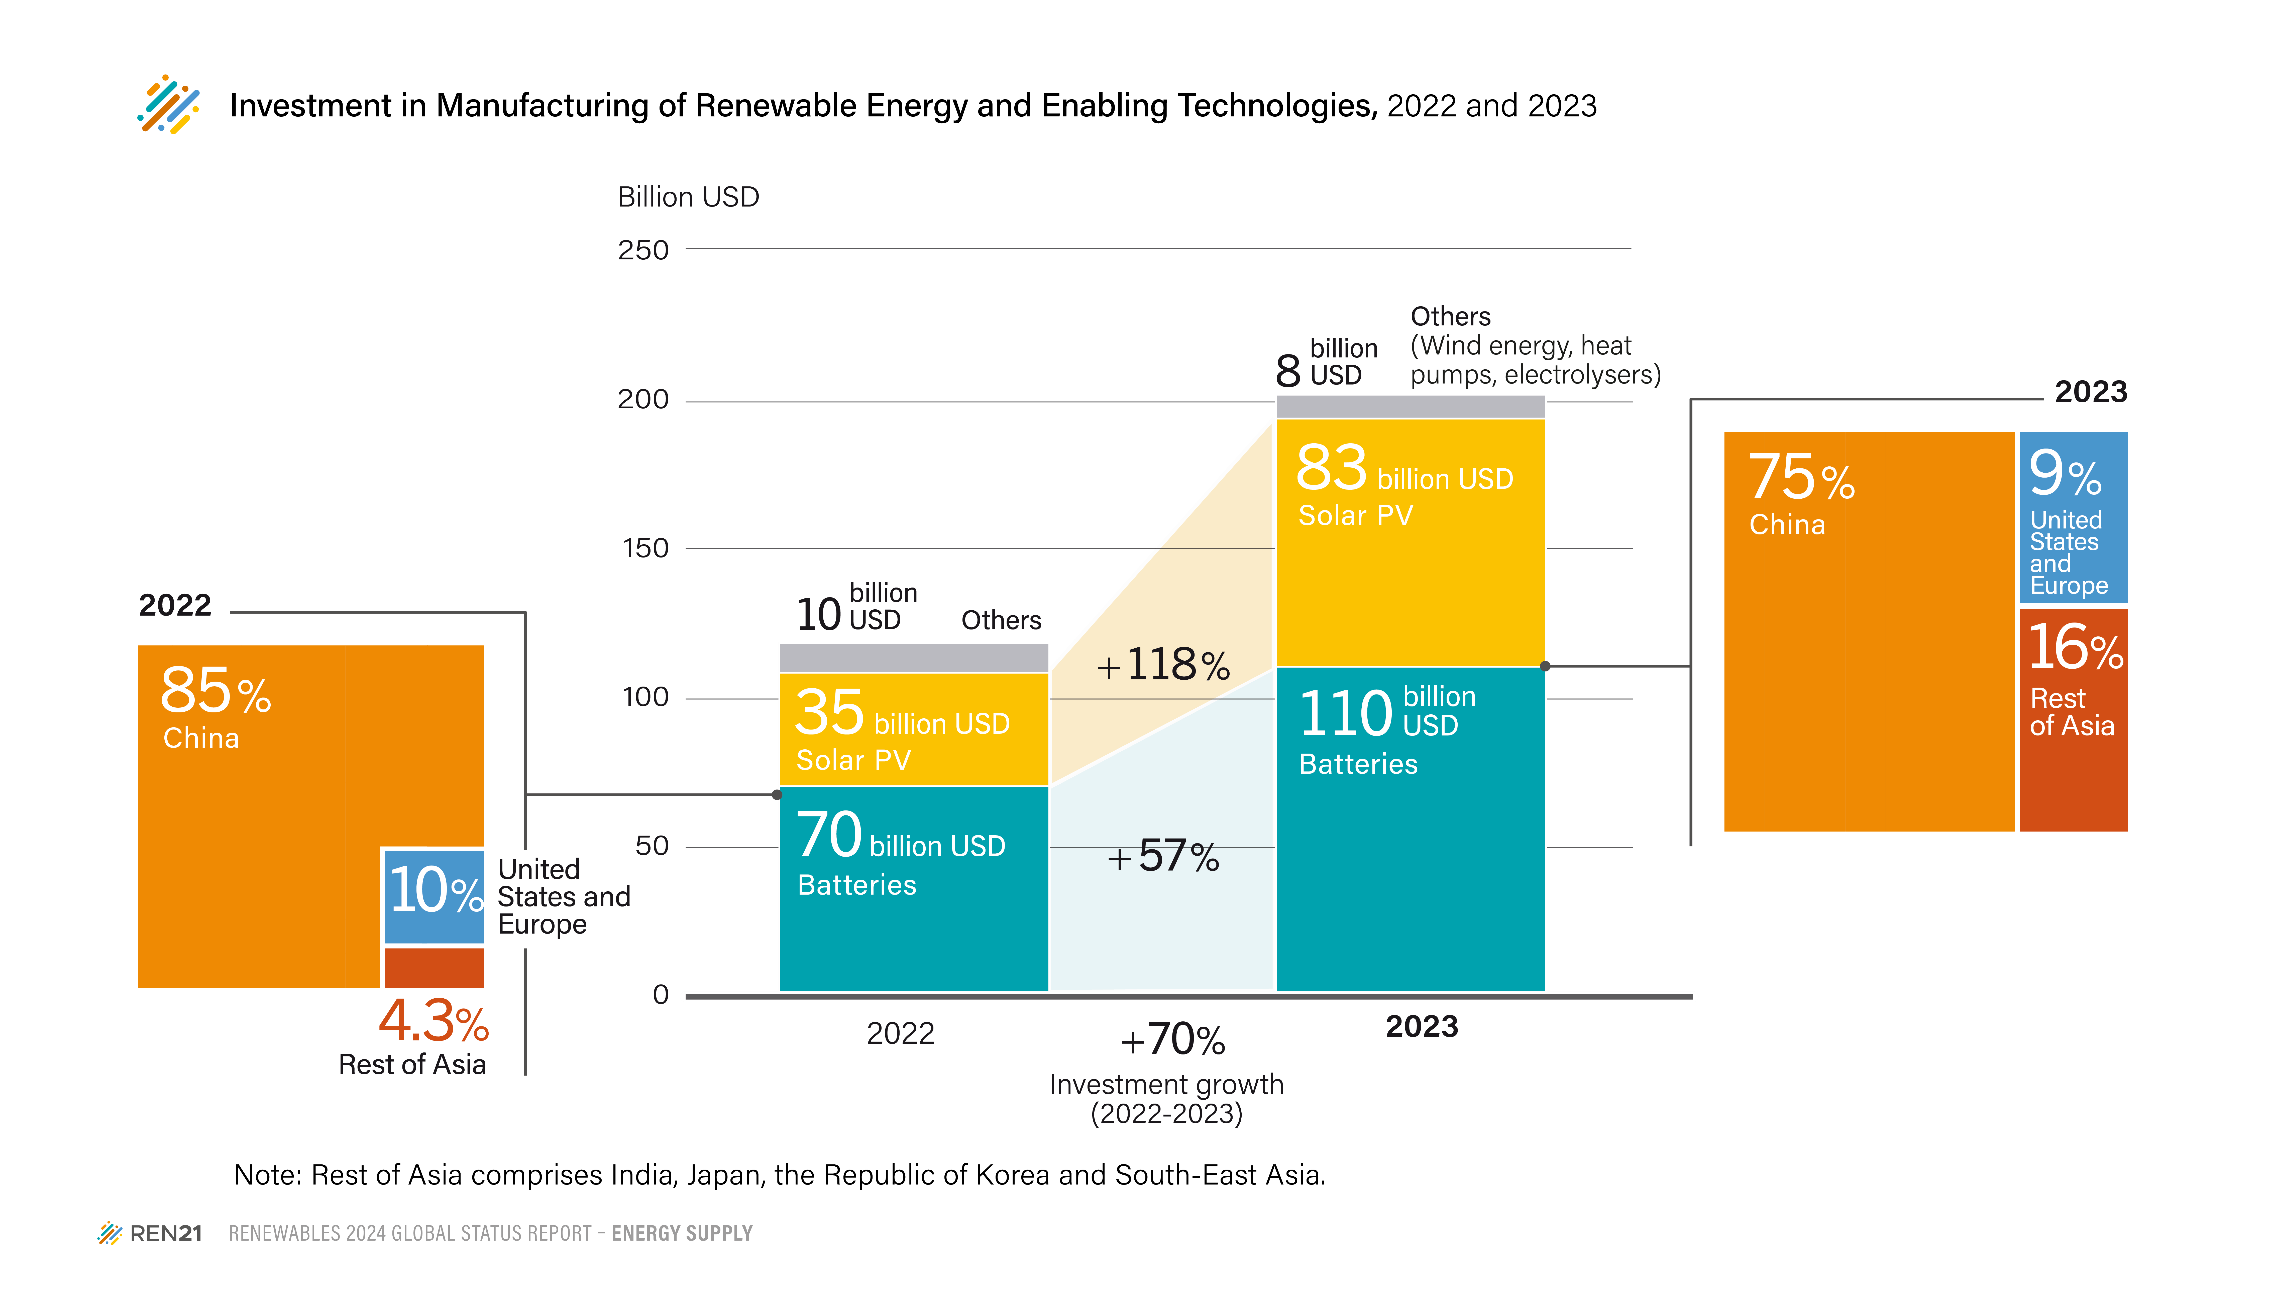 Investment in Manufacturing of Renewable Energy and Enabling Technologies, 2022 and 2023
Billion USD
250
200
150
100
50
0
2022
85%
China
10%
United
States and
Europe
4.3%
Rest of Asia
10 billion
USD
Others
35 billion USD
Solar PV
70 billion USD
Batteries
2022
+118%
+57%
+70%
Investment growth
(2022-2023)
8 billion
USD
Others
(Wind energy, heat
pumps, electrolysers)
83 billion USD
Solar PV
110 billion
USD
Batteries
2023
2023
75%
China
9%
United
States
and
Europe
16%
Rest
of Asia
Note: Rest of Asia comprises India, Japan, the Republic of Korea and South-East Asia.
REN21 RENEWABLES 2024 GLOBAL STATUS REPORT – ENERGY SUPPLY